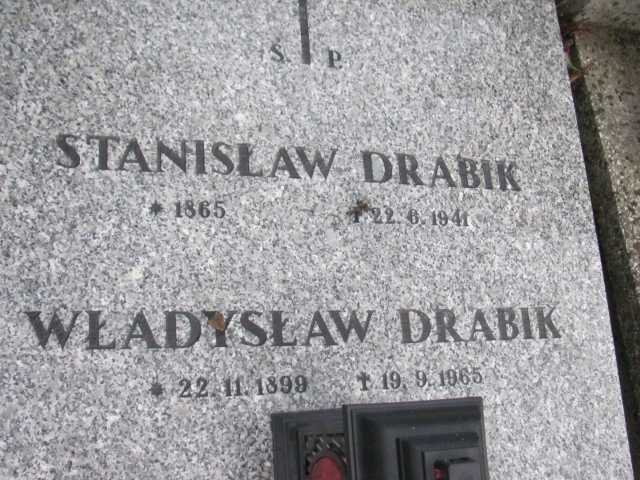 Ś. P.
STANISŁAW DRABIK
* 1865 † 22. 6. 1941
WŁADYSŁAW DRABIK
* 22. 11. 1899 † 19. 9. 1965